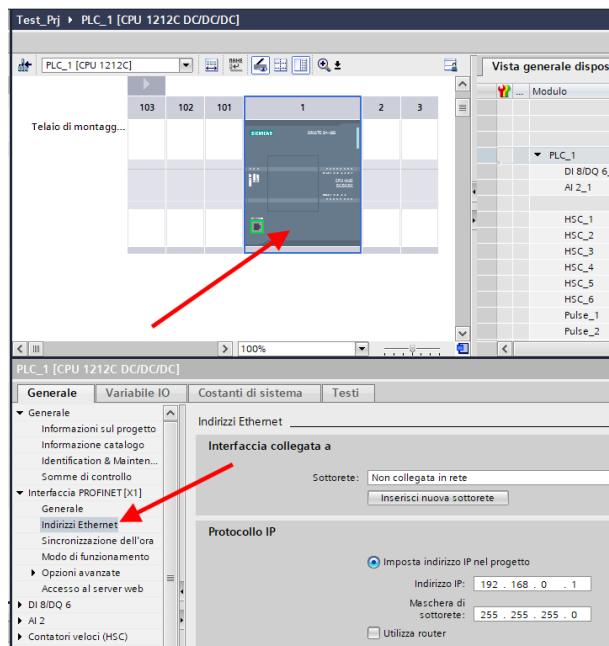 Test_Prj ▸ PLC_1 [CPU 1212C DC/DC/DC]
PLC_1 [CPU 1212C]
Vista generale dispos
... Modulo
103 102 101 1 2 3
Telaio di montagg...
SIEMENS
PLC_1
DI 8/DQ 6_
AI 2_1
HSC_1
HSC_2
HSC_3
HSC_4
HSC_5
HSC_6
Pulse_1
Pulse_2
100%
PLC_1 [CPU 1212C DC/DC/DC]
Generale Variabile IO Costanti di sistema Testi
Generale
Informazioni sul progetto
Informazione catalogo
Identification & Mainten...
Somme di controllo
Interfaccia PROFINET [X1]
Generale
Indirizzi Ethernet
Sincronizzazione dell'ora
Modo di funzionamento
Opzioni avanzate
Accesso al server web
DI 8/DQ 6
AI 2
Contatori veloci (HSC)
Indirizzi Ethernet
Interfaccia collegata a
Sottorete: Non collegata in rete
Inserisci nuova sottorete
Protocollo IP
Imposta indirizzo IP nel progetto
Indirizzo IP: 192 . 168 . 0 . 1
Maschera di
sottorete: 255 . 255 . 255 . 0
Utilizza router